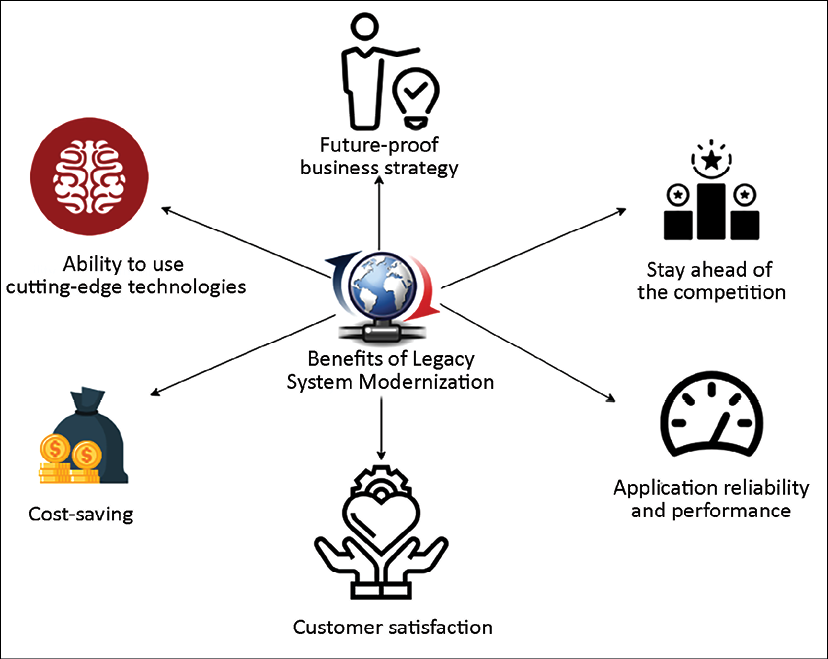 Future-proof
business strategy
Ability to use
cutting-edge technologies
Stay ahead of
the competition
Benefits of Legacy
System Modernization
Cost-saving
Application reliability
and performance
Customer satisfaction